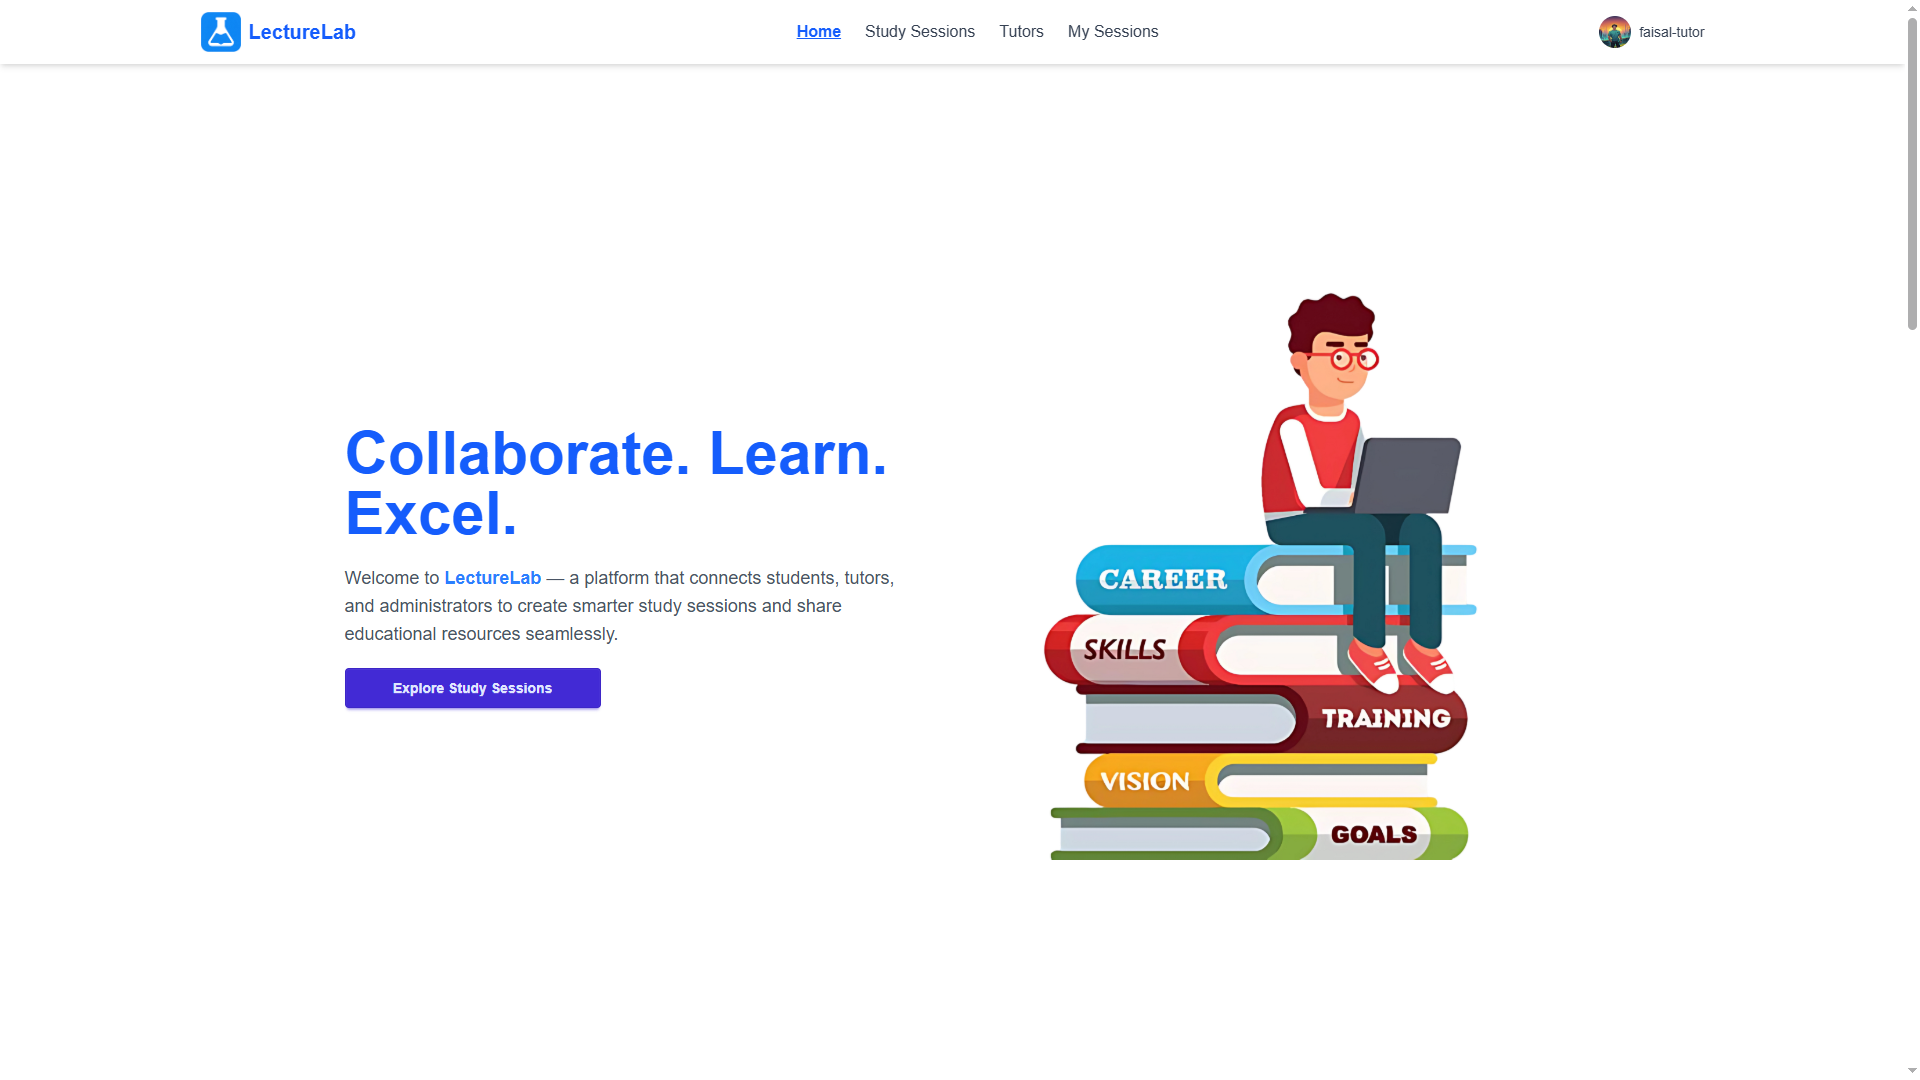 LectureLab
Home
Study Sessions
Tutors
My Sessions
faisal-tutor
Collaborate. Learn.
Excel.
Welcome to LectureLab — a platform that connects students, tutors,
and administrators to create smarter study sessions and share
educational resources seamlessly.
Explore Study Sessions
CAREER
SKILLS
TRAINING
VISION
GOALS